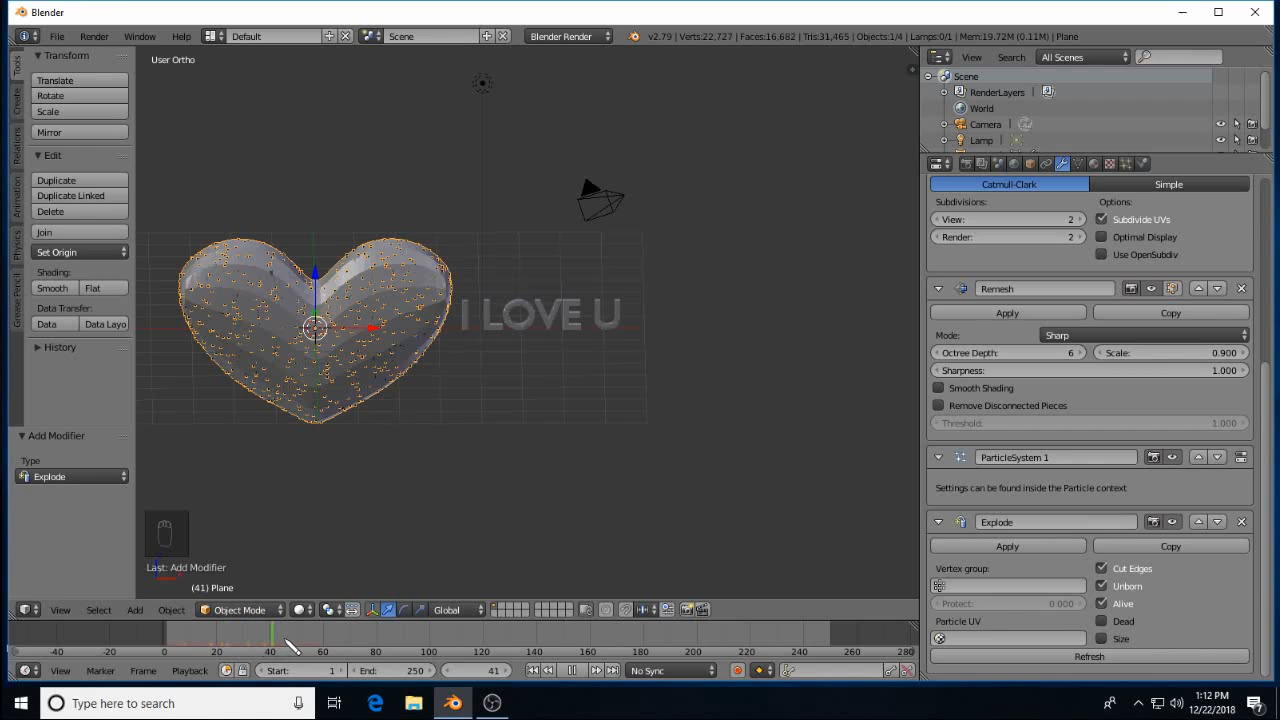 Blender
File Render Window Help Default Scene Blender Render v2.79 | Verts:22,727 | Faces:16,682 | Tris:31,465 | Objects:1/4 | Lamps:0/1 | Mem:19.72M (0.11M) | Plane
Tools
Create
Relations
Animation
Physics
Grease Pencil
Transform
Translate
Rotate
Scale
Mirror
Edit
Duplicate
Duplicate Linked
Delete
Join
Set Origin
Shading:
Smooth Flat
Data Transfer:
Data Data Layo
History
Add Modifier
Type
Explode
User Ortho
I LOVE U
Last: Add Modifier
(41) Plane
View Select Add Object Object Mode Global
0 20 40 60 80 100 120 140 160 180 200 220 240 260 280
View Marker Frame Playback Start: 1 End: 250 41 No Sync
View Search All Scenes
Scene
RenderLayers
World
Camera
Lamp
Catmull-Clark Simple
Subdivisions: Options:
View: 2 Subdivide UVs
Render: 2 Optimal Display
Use OpenSubdiv
Remesh
Apply Copy
Mode: Sharp
Octree Depth: 6 Scale: 0.900
Sharpness: 1.000
Smooth Shading
Remove Disconnected Pieces
Threshold: 1.000
ParticleSystem 1
Settings can be found inside the Particle context
Explode
Apply Copy
Vertex group: Cut Edges
Unborn
Protect: 0.000 Alive
Particle UV Dead
Size
Refresh
Type here to search
1:12 PM
12/22/2018
7